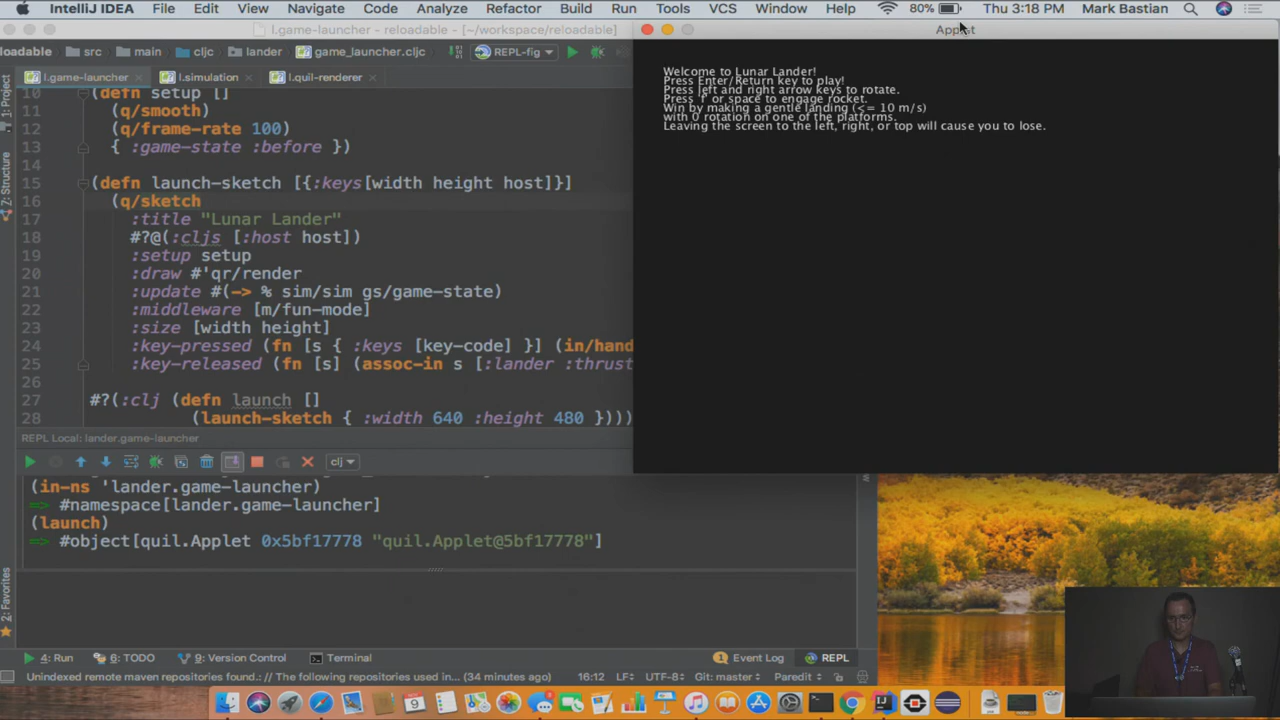 IntelliJ IDEA File Edit View Navigate Code Analyze Refactor Build Run Tools VCS Window Help 80% Thu 3:18 PM Mark Bastian
l.game-launcher - reloadable - [~/workspace/reloadable]
Applet
loadable src main cljc lander game_launcher.cljc REPL-fig
l.game-launcher l.simulation l.quil-renderer
1: Project
Z: Structure
2: Favorites
10 (defn setup []
11 (q/smooth)
12 (q/frame-rate 100)
13 { :game-state :before })
14
15 (defn launch-sketch [{:keys[width height host]}]
16 (q/sketch
17 :title "Lunar Lander"
18 #?@(:cljs [:host host])
19 :setup setup
20 :draw #'qr/render
21 :update #(-> % sim/sim gs/game-state)
22 :middleware [m/fun-mode]
23 :size [width height]
24 :key-pressed (fn [s { :keys [key-code] }] (in/hand
25 :key-released (fn [s] (assoc-in s [:lander :thrust
26
27 #?(:clj (defn launch []
28 (launch-sketch { :width 640 :height 480 })))
Welcome to Lunar Lander!
Press Enter/Return key to play!
Press left and right arrow keys to rotate.
Press 'f' or space to engage rocket.
Win by making a gentle landing (<= 10 m/s)
with 0 rotation on one of the platforms.
Leaving the screen to the left, right, or top will cause you to lose.
REPL Local: lander.game-launcher
clj
(in-ns 'lander.game-launcher)
=> #namespace[lander.game-launcher]
(launch)
=> #object[quil.Applet 0x5bf17778 "quil.Applet@5bf17778"]
4: Run 6: TODO 9: Version Control Terminal 1 Event Log REPL
Unindexed remote maven repositories found.: // The following repositories used in... (34 minutes ago) 16:12 LF÷ UTF-8÷ Git: master÷ Paredit÷